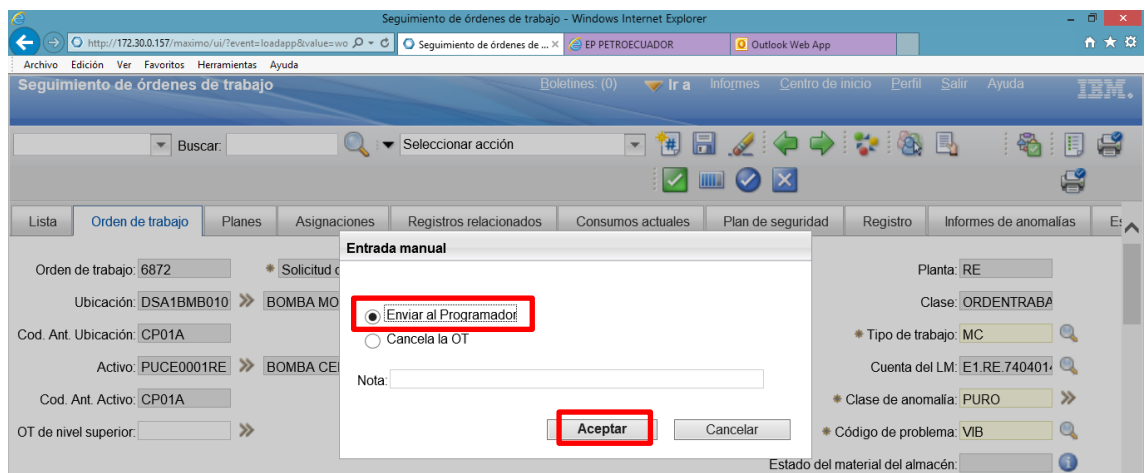 Seguimiento de órdenes de trabajo - Windows Internet Explorer
http://172.30.0.157/maximo/ui/?event=loadapp&value=wo
Seguimiento de órdenes de ...
EP PETROECUADOR
Outlook Web App
Archivo Edición Ver Favoritos Herramientas Ayuda
Seguimiento de órdenes de trabajo
Boletines: (0) Ir a Informes Centro de inicio Perfil Salir Ayuda IBM.
Buscar: Seleccionar acción
Lista Orden de trabajo Planes Asignaciones Registros relacionados Consumos actuales Plan de seguridad Registro Informes de anomalías
Entrada manual
Orden de trabajo: 6872 * Solicitud Planta: RE
Ubicación: DSA1BMB010 BOMBA MO Clase: ORDENTRABA
Enviar al Programador
Cod. Ant. Ubicación: CP01A Cancela la OT * Tipo de trabajo: MC
Activo: PUCE0001RE BOMBA CE Cuenta del LM: E1.RE.740401
Nota:
Cod. Ant. Activo: CP01A * Clase de anomalía: PURO
OT de nivel superior: Aceptar Cancelar * Código de problema: VIB
Estado del material del almacén: